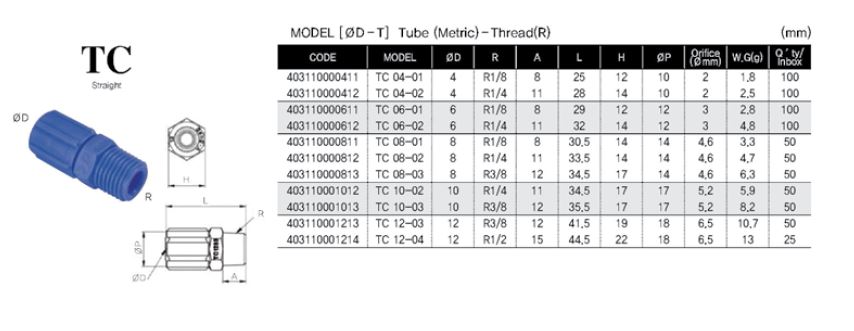 MODEL [ØD-T] Tube (Metric)-Thread(R) (mm)
TC
Straight
ØD
R
H
L
R
ØP
ØD
A
CODE MODEL ØD R A L H ØP Orifice (Ømm) W.G(g) Q'ty/Inbox
403110000411 TC 04-01 4 R1/8 8 25 12 10 2 1,8 100
403110000412 TC 04-02 4 R1/4 11 28 14 10 2 2,5 100
403110000611 TC 06-01 6 R1/8 8 29 12 12 3 2,8 100
403110000612 TC 06-02 6 R1/4 11 32 14 12 3 4,8 100
403110000811 TC 08-01 8 R1/8 8 30,5 14 14 4,6 3,3 50
403110000812 TC 08-02 8 R1/4 11 33,5 14 14 4,6 4,7 50
403110000813 TC 08-03 8 R3/8 12 34,5 17 14 4,6 6,3 50
403110001012 TC 10-02 10 R1/4 11 34,5 17 17 5,2 5,9 50
403110001013 TC 10-03 10 R3/8 12 35,5 17 17 5,2 8,2 50
403110001213 TC 12-03 12 R3/8 12 41,5 19 18 6,5 10,7 50
403110001214 TC 12-04 12 R1/2 15 44,5 22 18 6,5 13 25